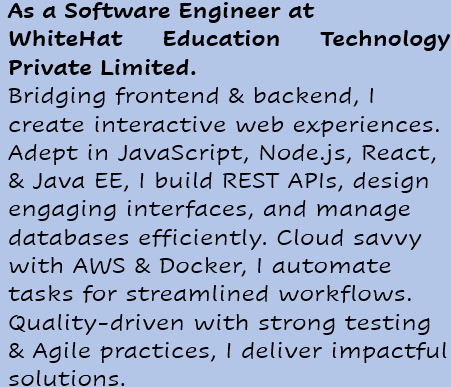 As a Software Engineer at
WhiteHat Education Technology
Private Limited.
Bridging frontend & backend, I
create interactive web experiences.
Adept in JavaScript, Node.js, React,
& Java EE, I build REST APIs, design
engaging interfaces, and manage
databases efficiently. Cloud savvy
with AWS & Docker, I automate
tasks for streamlined workflows.
Quality-driven with strong testing
& Agile practices, I deliver impactful
solutions.